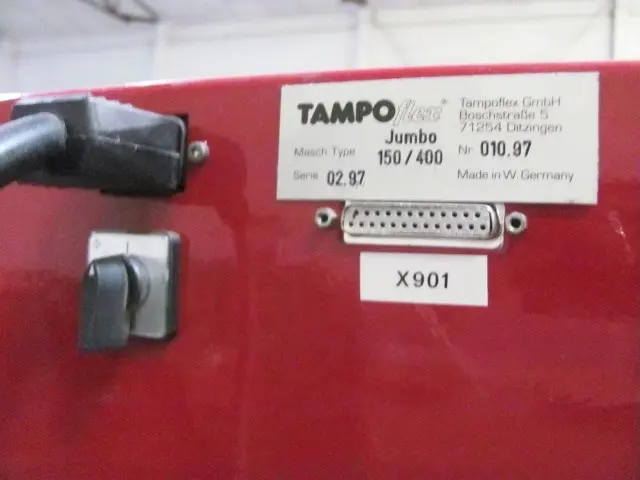 TAMPOflex® Tampoflex GmbH
Boschstraße 5
71254 Ditzingen
Jumbo
Masch Type 150/400 Nr 010.97
Serie 02.97 Made in W. Germany
X901